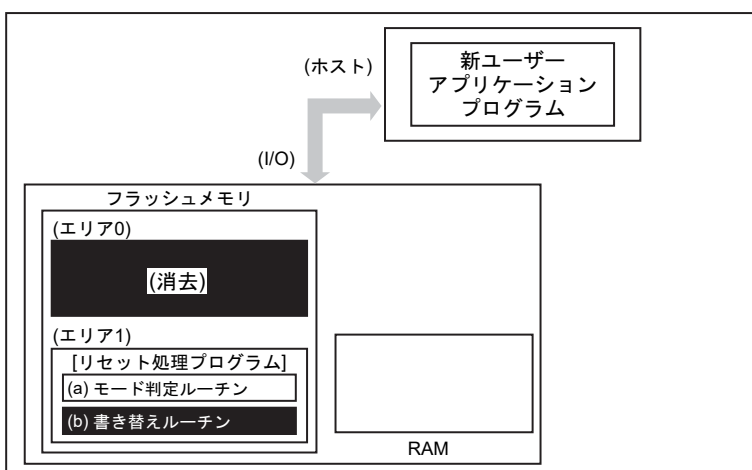 (ホスト)
新ユーザー
アプリケーション
プログラム
(I/O)
フラッシュメモリ
(エリア0)
(消去)
(エリア1)
[リセット処理プログラム]
(a) モード判定ルーチン
(b) 書き替えルーチン
RAM